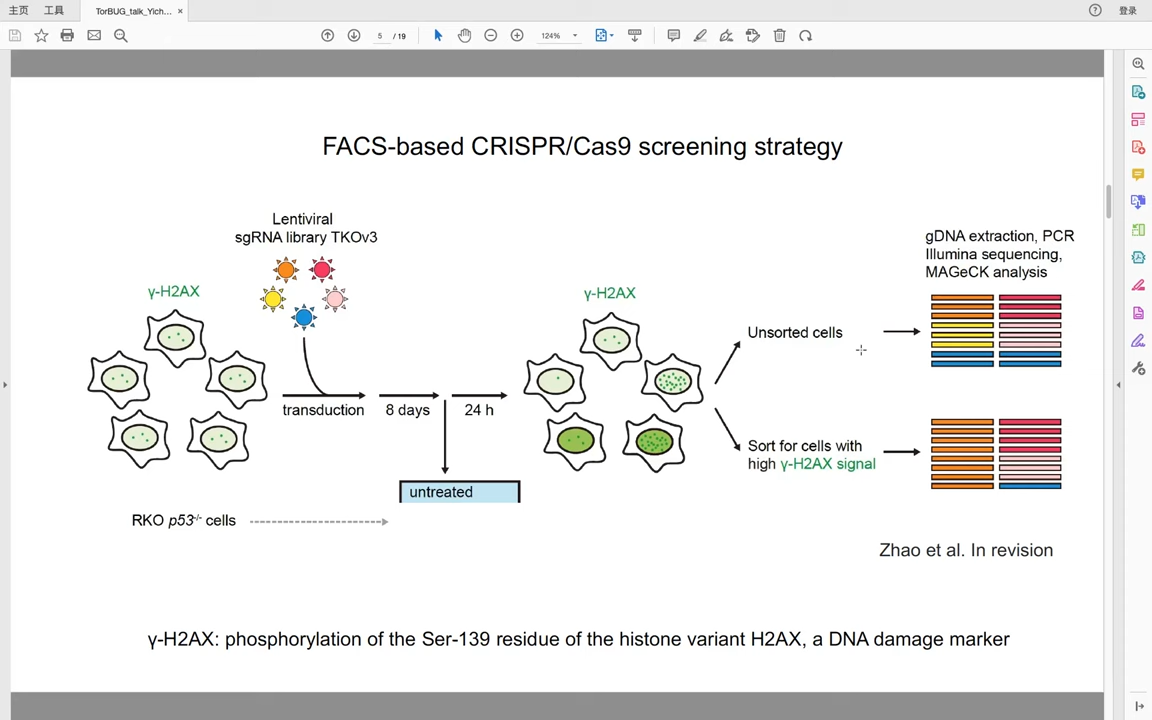 主页
工具
TorBUG_talk_Yich...
×
登录
5
/ 19
124%
FACS-based CRISPR/Cas9 screening strategy
Lentiviral
sgRNA library TKOv3
γ-H2AX
γ-H2AX
gDNA extraction, PCR
Illumina sequencing,
MAGeCK analysis
Unsorted cells
transduction
8 days
24 h
Sort for cells with
high γ-H2AX signal
untreated
RKO p53-/- cells
Zhao et al. In revision
γ-H2AX: phosphorylation of the Ser-139 residue of the histone variant H2AX, a DNA damage marker